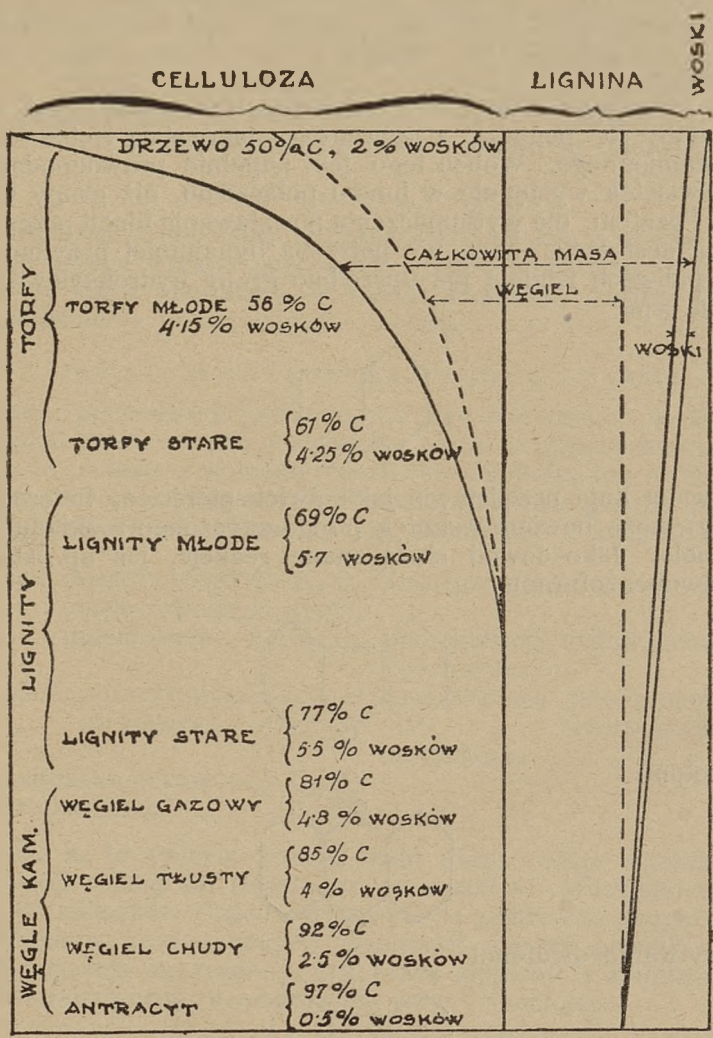 WOSKI
CELLULOZA LIGNINA
DRZEWO 50% C, 2% WOSKÓW
CAŁKOWITA MASA
WĘGIEL
WOSKI
TORFY
TORFY MŁODE 56% C
4·15% WOSKÓW
TORFY STARE
61% C
4·25% WOSKÓW
LIGNITY
LIGNITY MŁODE
69% C
5·7 WOSKÓW
LIGNITY STARE
77% C
5·5% WOSKÓW
WĘGLE KAM.
WĘGIEL GAZOWY
81% C
4·8% WOSKÓW
WĘGIEL TŁUSTY
85% C
4% WOSKÓW
WĘGIEL CHUDY
92% C
2·5% WOSKÓW
ANTRACYT
97% C
0·5% WOSKÓW